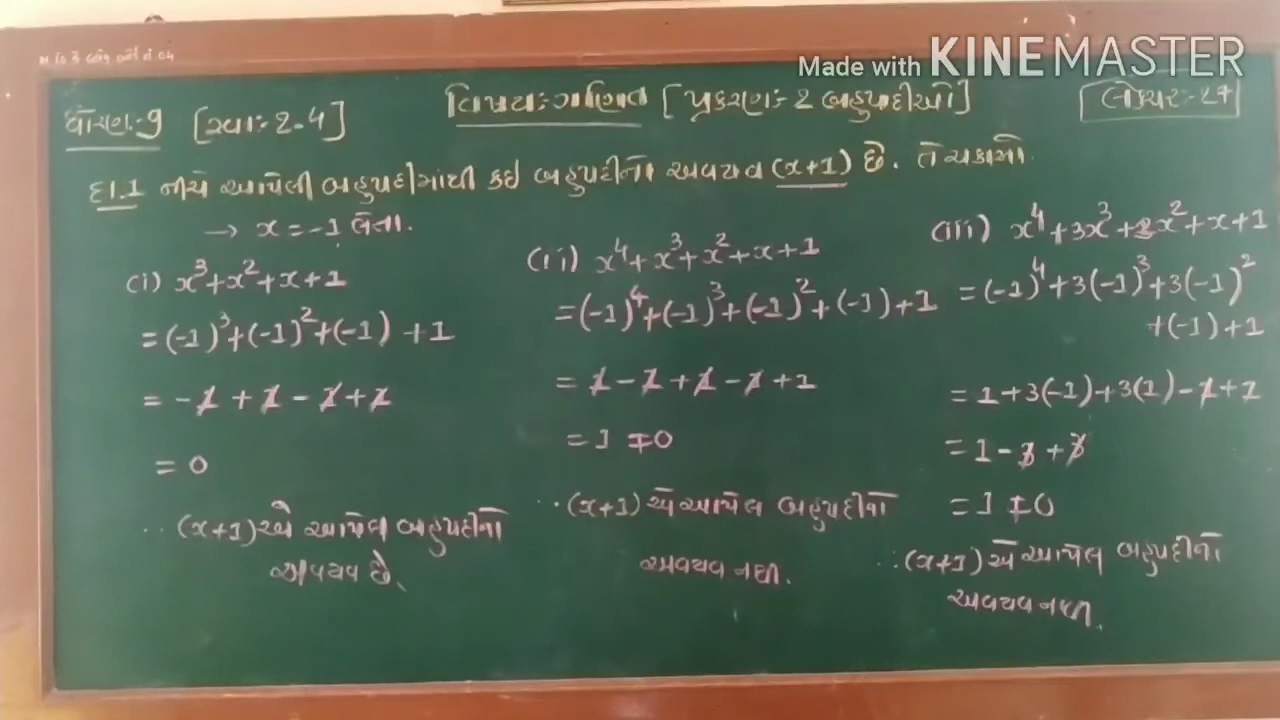 Made with KINEMASTER
ધોરણ:-9 [સ્વા:-2.4] વિષય:-ગણિત [પ્રકરણ:-2 બહુપદીઓ] લેક્ચર:-27
દા.1 નીચે આપેલી બહુપદીમાંથી કઈ બહુપદીનો અવયવ (x+1) છે. તે ચકાસો.
→ x = -1 લેતા.
(i) x³+x²+x+1
= (-1)³+(-1)²+(-1) +1
= -1 +1 -1 +1
= 0
∴ (x+1) એ આપેલ બહુપદીનો
અવયવ છે.
(ii) x⁴+x³+x²+x+1
= (-1)⁴+(-1)³+(-1)²+(-1)+1
= 1-1+1-1+1
= 1 ≠0
∴ (x+1) એ આપેલ બહુપદીનો
અવયવ નથી.
(iii) x⁴+3x³+3x²+x+1
= (-1)⁴+3(-1)³+3(-1)²
+(-1)+1
= 1+3(-1)+3(1)-1+1
= 1-3+3
= 1 ≠0
∴ (x+1) એ આપેલ બહુપદીનો
અવયવ નથી.